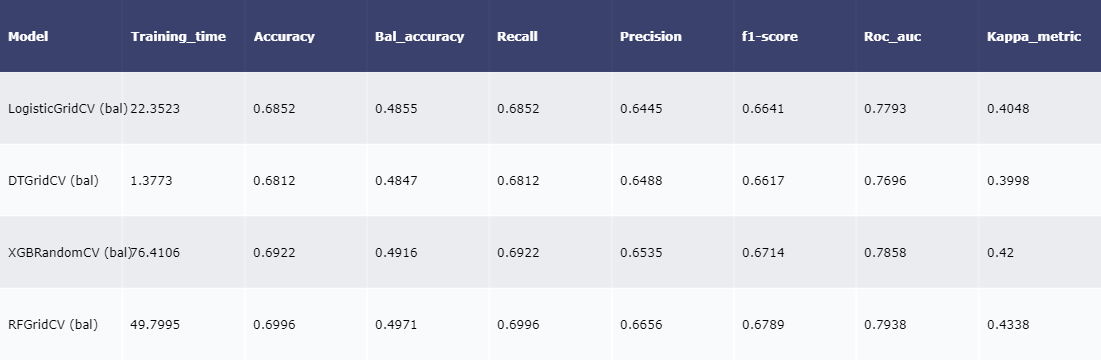 Model Training_time Accuracy Bal_accuracy Recall Precision f1-score Roc_auc Kappa_metric
LogisticGridCV (bal) 22.3523 0.6852 0.4855 0.6852 0.6445 0.6641 0.7793 0.4048
DTGridCV (bal) 1.3773 0.6812 0.4847 0.6812 0.6488 0.6617 0.7696 0.3998
XGBRandomCV (bal) 76.4106 0.6922 0.4916 0.6922 0.6535 0.6714 0.7858 0.42
RFGridCV (bal) 49.7995 0.6996 0.4971 0.6996 0.6656 0.6789 0.7938 0.4338